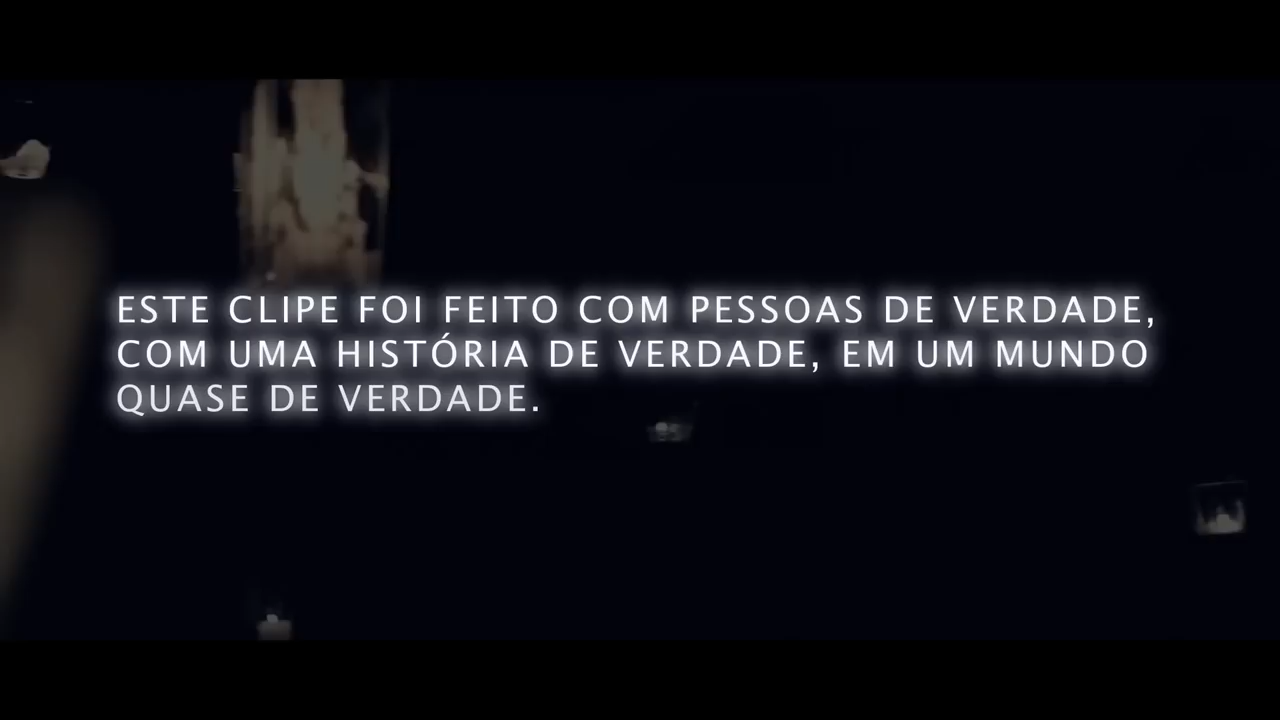 ESTE CLIPE FOI FEITO COM PESSOAS DE VERDADE,
COM UMA HISTÓRIA DE VERDADE, EM UM MUNDO
QUASE DE VERDADE.